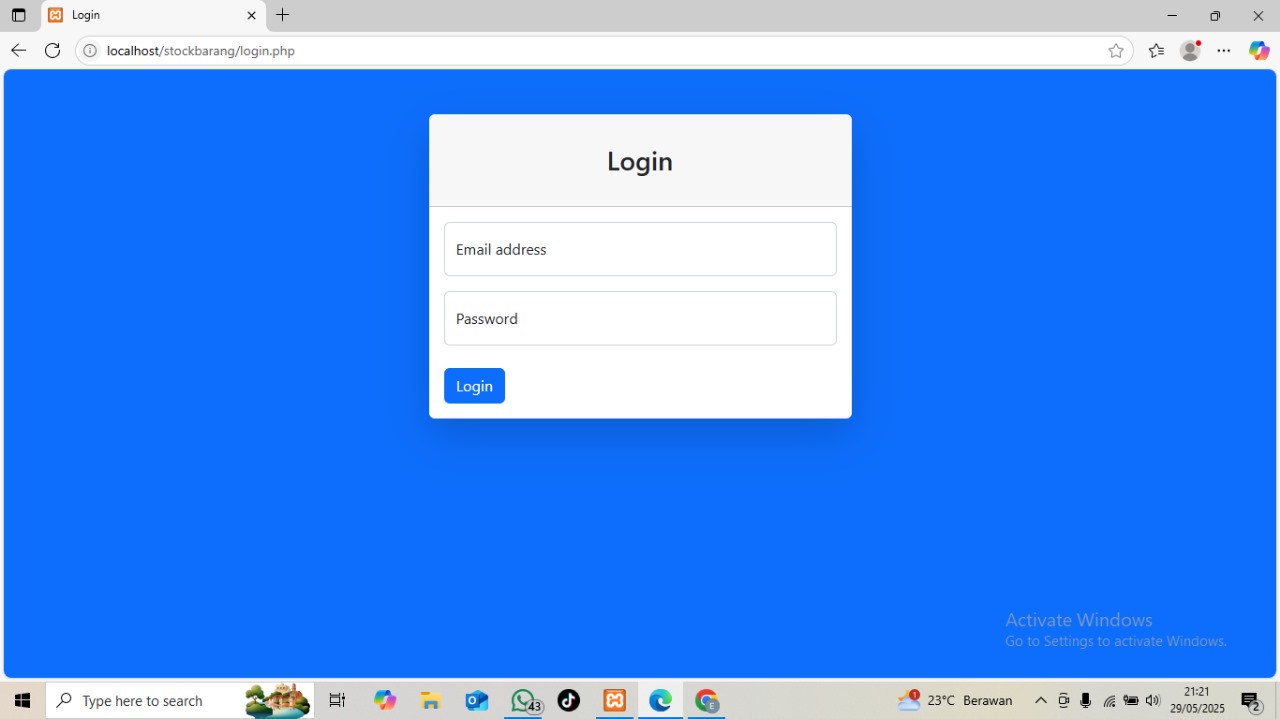 Login
localhost/stockbarang/login.php
Login
Email address
Password
Login
Activate Windows
Go to Settings to activate Windows.
Type here to search
43
E
1
23°C Berawan
21:21
29/05/2025
2